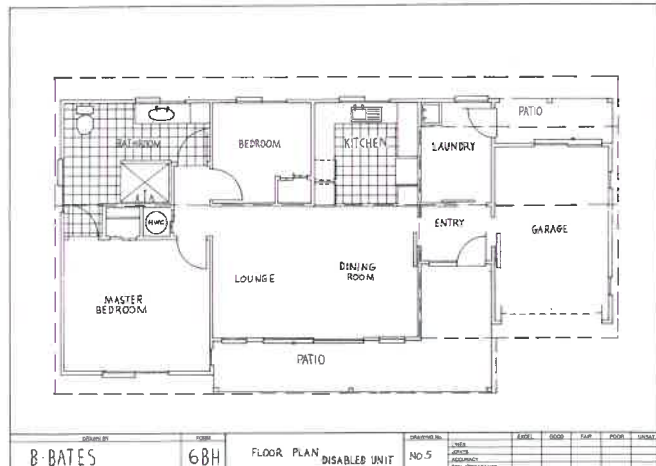 PATIO
BATHROOM
BEDROOM
KITCHEN
LAUNDRY
HWC
ENTRY
GARAGE
LOUNGE
DINING
ROOM
MASTER
BEDROOM
PATIO
DRAWN BY
FORM
DRAWING No.
EXCEL GOOD FAIR POOR UNSAT
B·BATES
6BH
FLOOR PLAN DISABLED UNIT
NO.5
LINES
ACCURACY